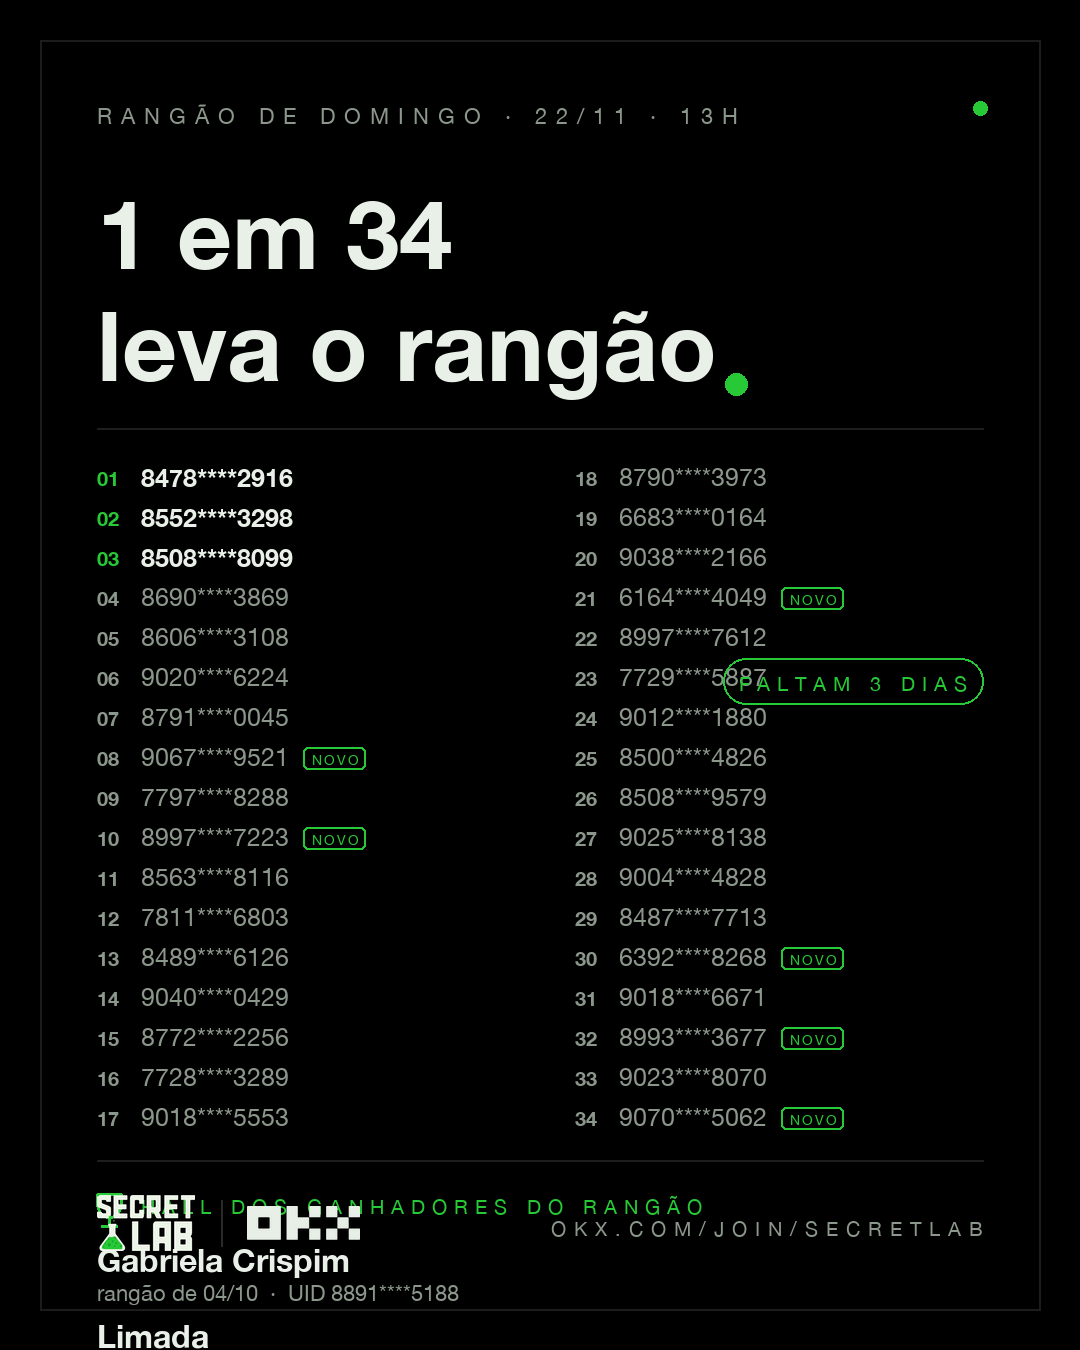 RANGÃO DE DOMINGO · 22/11 · 13H
1 em 34
leva o rangão.
01 8478****2916
02 8552****3298
03 8508****8099
04 8690****3869
05 8606****3108
06 9020****6224
07 8791****0045
08 9067****9521 NOVO
09 7797****8288
10 8997****7223 NOVO
11 8563****8116
12 7811****6803
13 8489****6126
14 9040****0429
15 8772****2256
16 7728****3289
17 9018****5553
18 8790****3973
19 6683****0164
20 9038****2166
21 6164****4049 NOVO
22 8997****7612
23 7729****5887
FALTAM 3 DIAS
24 9012****1880
25 8500****4826
26 8508****9579
27 9025****8138
28 9004****4828
29 8487****7713
30 6392****8268 NOVO
31 9018****6671
32 8993****3677 NOVO
33 9023****8070
34 9070****5062 NOVO
HALL DOS GANHADORES DO RANGÃO
SECRET
LAB
OKX
OKX.COM/JOIN/SECRETLAB
Gabriela Crispim
rangão de 04/10 · UID 8891****5188
Limada